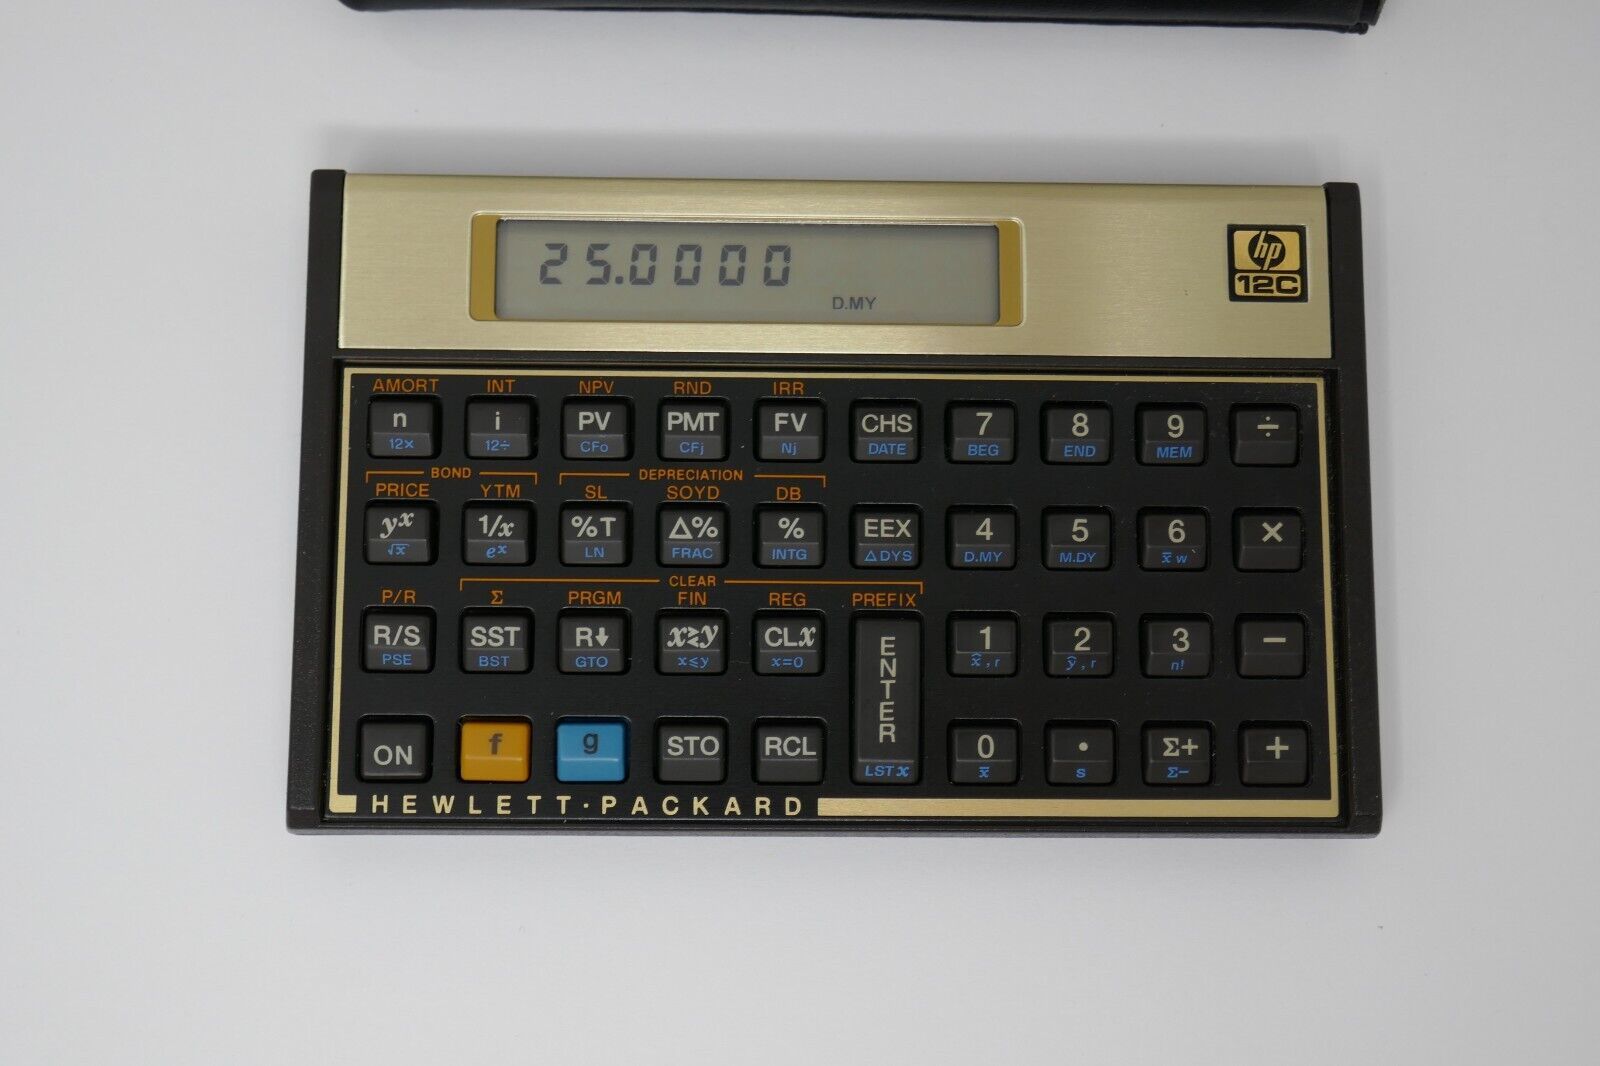 25.0000
D.MY
hp
12C
AMORT INT NPV RND IRR
n i PV PMT FV CHS 7 8 9 ÷
12× 12÷ CFo CFj Nj DATE BEG END MEM
BOND DEPRECIATION
PRICE YTM SL SOYD DB
yˣ 1/x %T Δ% % EEX 4 5 6 ×
√x eˣ LN FRAC INTG ΔDYS D.MY M.DY x̅w
CLEAR
P/R Σ PRGM FIN REG PREFIX
R/S SST R↓ x≷y CLx ENTER 1 2 3 −
PSE BST GTO x≤y x=0 x̂,r ŷ,r n!
ON f g STO RCL 0 • Σ+ +
LSTx x̅ s Σ−
HEWLETT·PACKARD